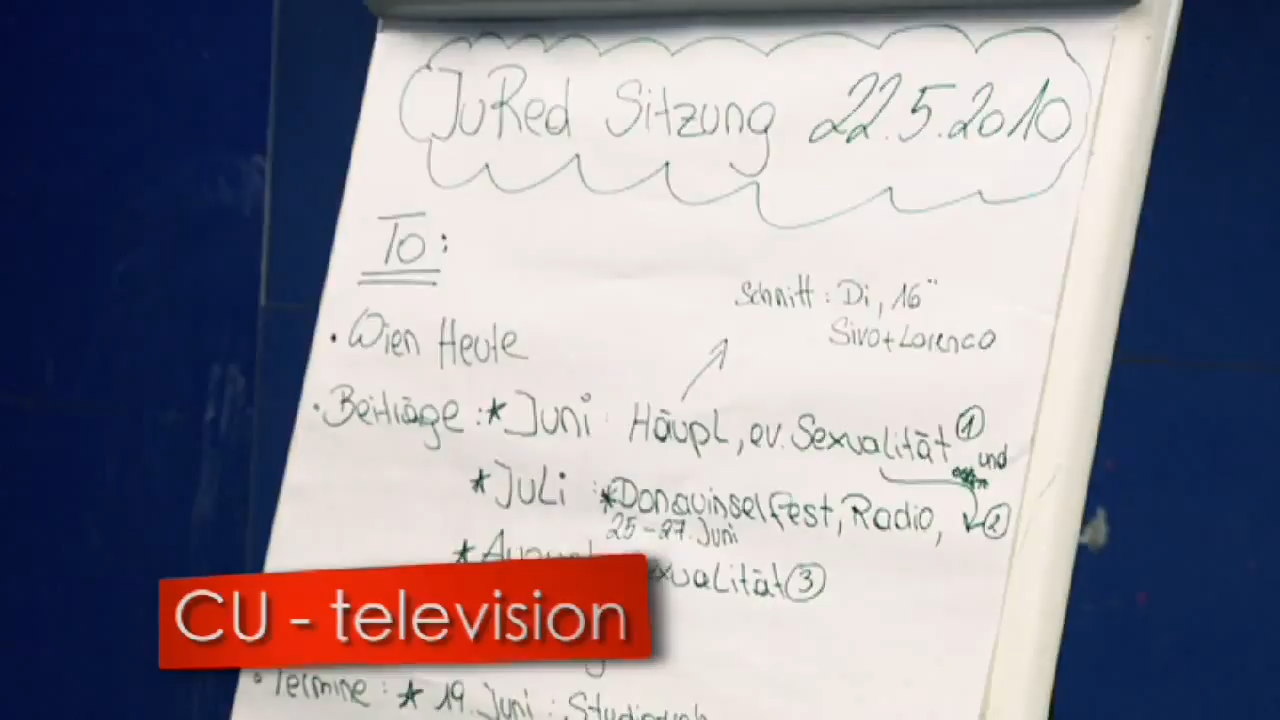 JuRed Sitzung 22.5.2010
TO:
Schnitt: Di, 16°°
Sivo+Lorenco
• Wien Heute
• Beiträge: * Juni: Häupl, ev. Sexualität ① und
* Juli: * Donauinselfest, Radio, ②
25-27. Juni
* August
xualität ③
CU - television
• Termine: * 19. Juni: